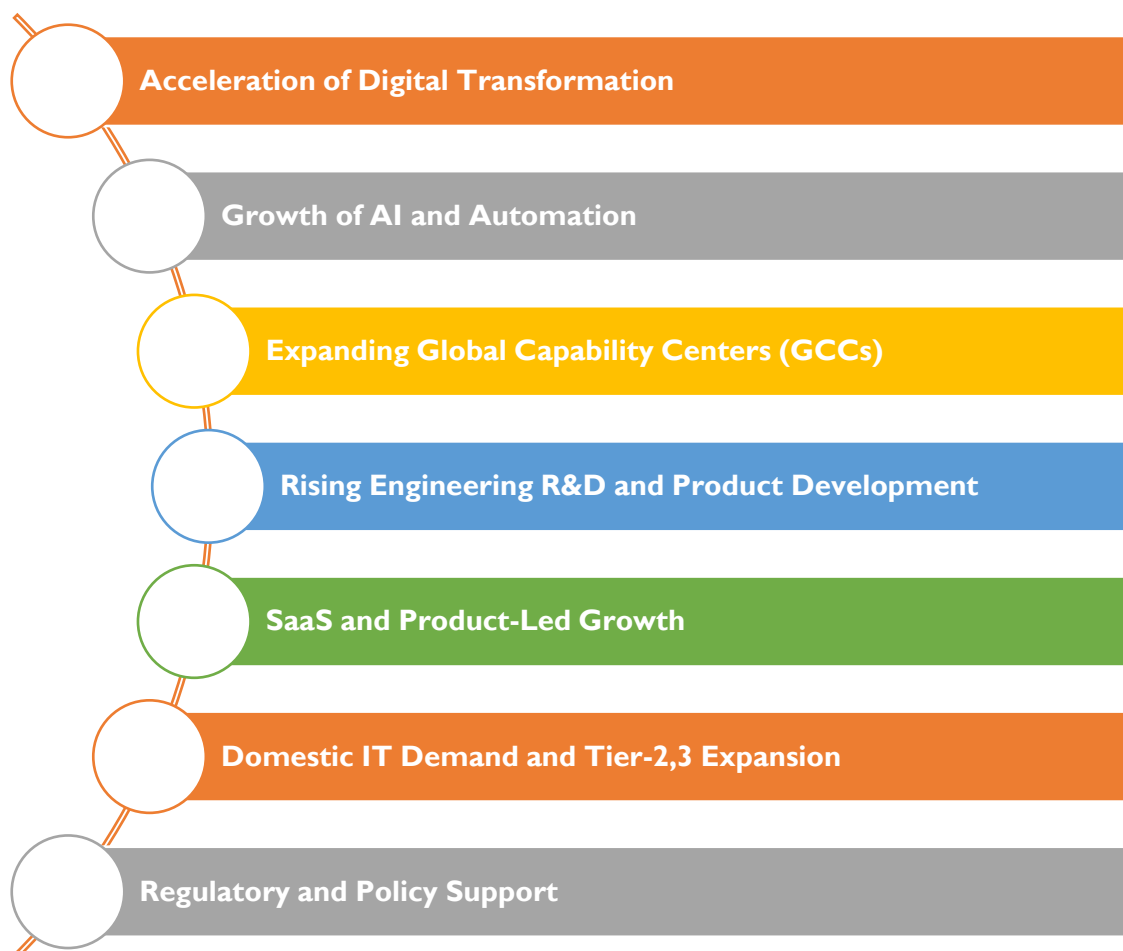 Acceleration of Digital Transformation
Growth of AI and Automation
Expanding Global Capability Centers (GCCs)
Rising Engineering R&D and Product Development
SaaS and Product-Led Growth
Domestic IT Demand and Tier-2,3 Expansion
Regulatory and Policy Support